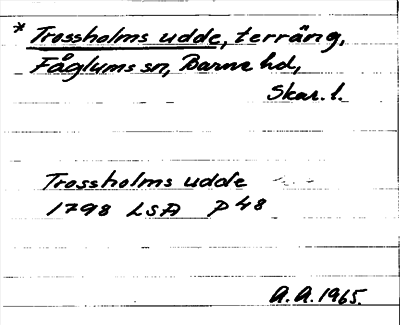 * Trossholms udde, terräng,
Fåglums sn, Barne hd,
Skar. l.
Trossholms udde
1798 LSA P48
A.A. 1965.